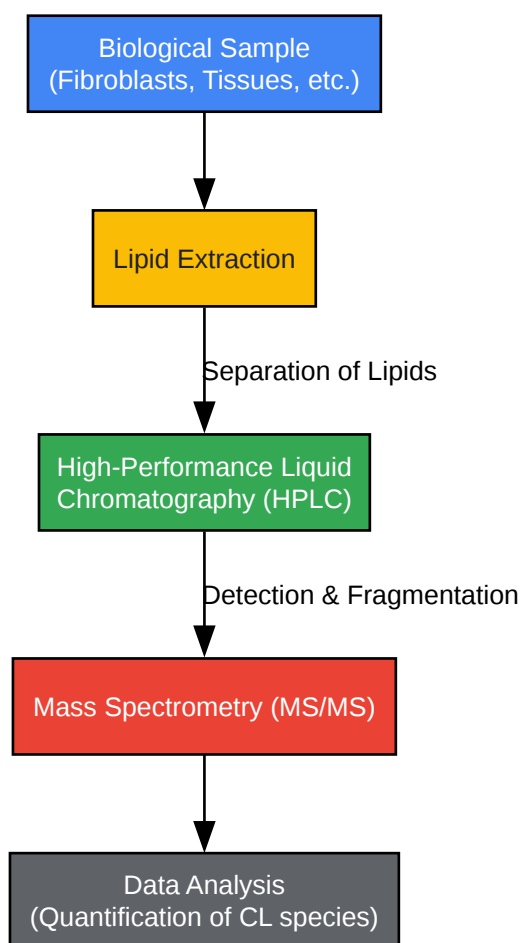 Biological Sample
(Fibroblasts, Tissues, etc.)
Lipid Extraction
Separation of Lipids
High-Performance Liquid
Chromatography (HPLC)
Detection & Fragmentation
Mass Spectrometry (MS/MS)
Data Analysis
(Quantification of CL species)